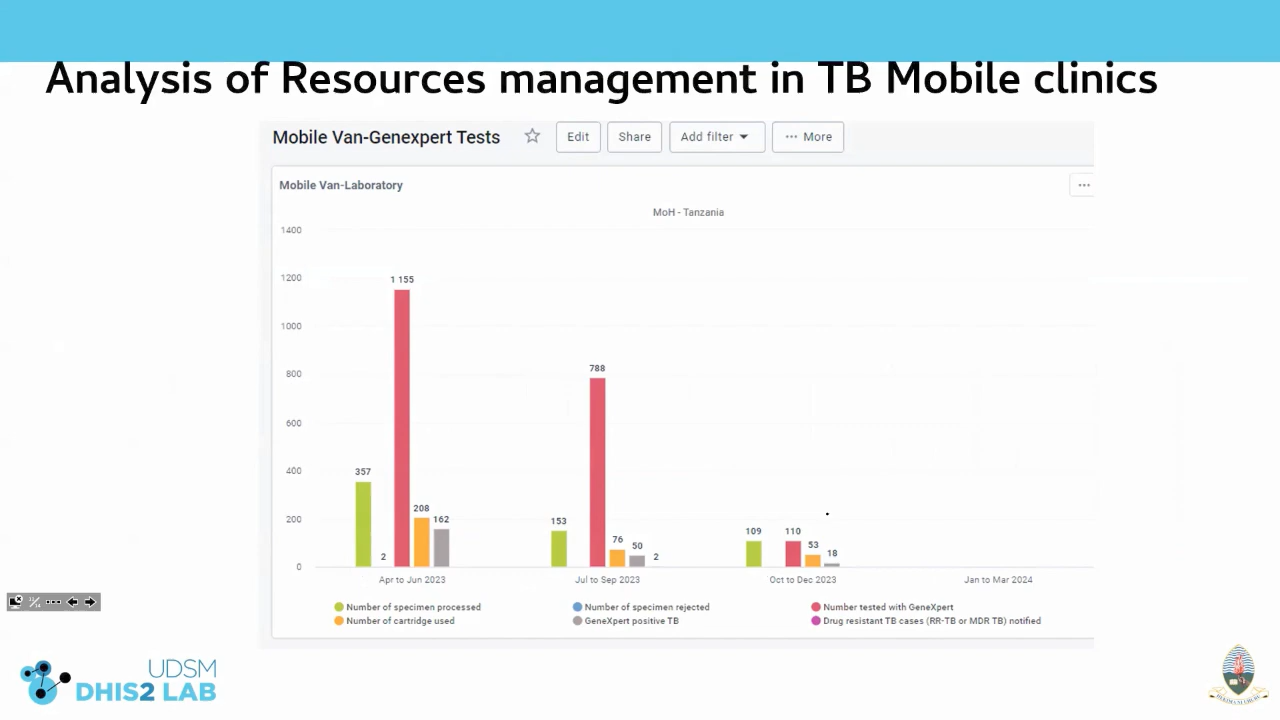 Analysis of Resources management in TB Mobile clinics
Mobile Van-Genexpert Tests
Edit
Share
Add filter
More
Mobile Van-Laboratory
MoH - Tanzania
1400
1200
1000
800
600
400
200
0
357
2
1 155
208
162
153
788
76
50
2
109
110
53
18
Apr to Jun 2023
Jul to Sep 2023
Oct to Dec 2023
Jan to Mar 2024
Number of specimen processed
Number of specimen rejected
Number tested with GeneXpert
Number of cartridge used
GeneXpert positive TB
Drug resistant TB cases (RR-TB or MDR TB) notified
UDSM
DHIS2 LAB